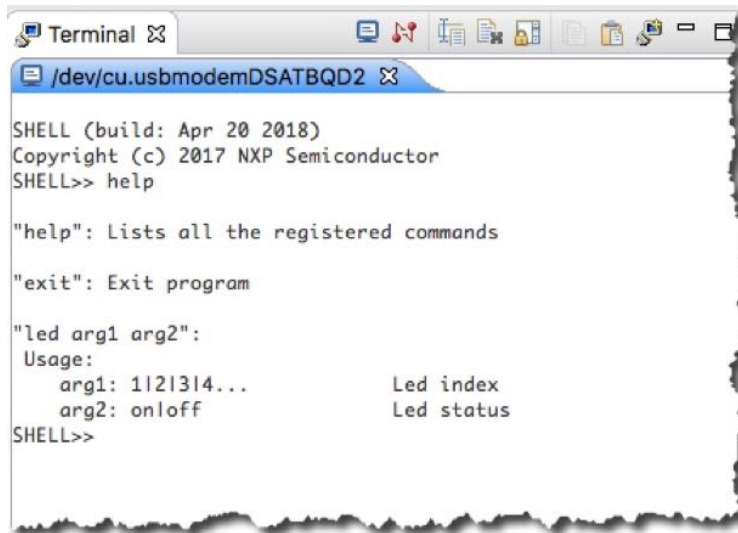 Terminal
/dev/cu.usbmodemDSATBQD2
SHELL (build: Apr 20 2018)
Copyright (c) 2017 NXP Semiconductor
SHELL>> help
"help": Lists all the registered commands
"exit": Exit program
"led arg1 arg2":
Usage:
arg1: 1|2|3|4... Led index
arg2: on|off Led status
SHELL>>